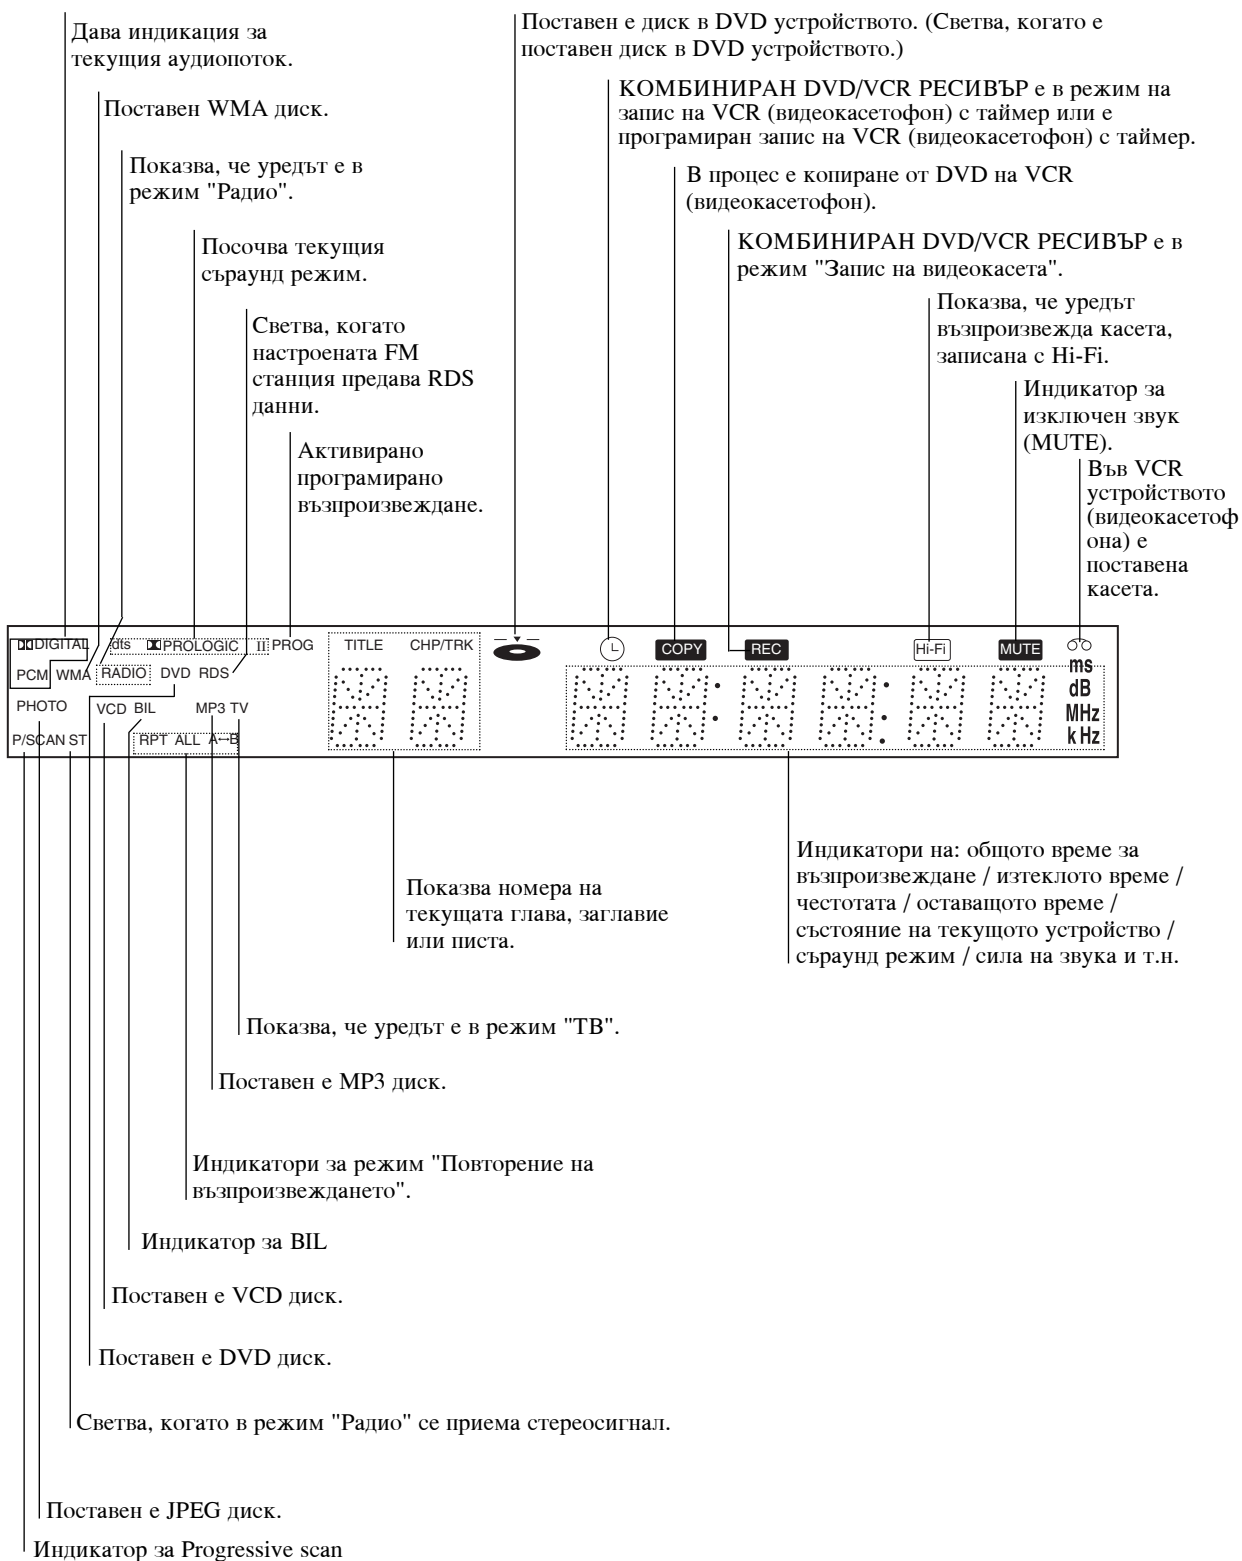 Дава индикация за
текущия аудиопоток.
Поставен WMA диск.
Показва, че уредът е в
режим "Радио".
Посочва текущия
съраунд режим.
Светва, когато
настроената FM
станция предава RDS
данни.
Активирано
програмирано
възпроизвеждане.
Поставен е диск в DVD устройството. (Светва, когато е
поставен диск в DVD устройството.)
КОМБИНИРАН DVD/VCR РЕСИВЪР е в режим на
запис на VCR (видеокасетофон) с таймер или е
програмиран запис на VCR (видеокасетофон) с таймер.
В процес е копиране от DVD на VCR
(видеокасетофон).
КОМБИНИРАН DVD/VCR РЕСИВЪР е в
режим "Запис на видеокасета".
Показва, че уредът
възпроизвежда касета,
записана с Hi-Fi.
Индикатор за
изключен звук
(MUTE).
Във VCR
устройството
(видеокасетоф
она) е
поставена
касета.
DIGITAL dts PROLOGIC II PROG TITLE CHP/TRK COPY REC Hi-Fi MUTE
PCM WMA RADIO DVD RDS ms
dB
PHOTO VCD BIL MP3 TV MHz
P/SCAN ST RPT ALL A↔B kHz
Индикатори на: общото време за
възпроизвеждане / изтеклото време /
честотата / оставащото време /
състояние на текущото устройство /
съраунд режим / сила на звука и т.н.
Показва номера на
текущата глава, заглавие
или писта.
Показва, че уредът е в режим "ТВ".
Поставен е MP3 диск.
Индикатори за режим "Повторение на
възпроизвеждането".
Индикатор за BIL
Поставен е VCD диск.
Поставен е DVD диск.
Светва, когато в режим "Радио" се приема стереосигнал.
Поставен е JPEG диск.
Индикатор за Progressive scan